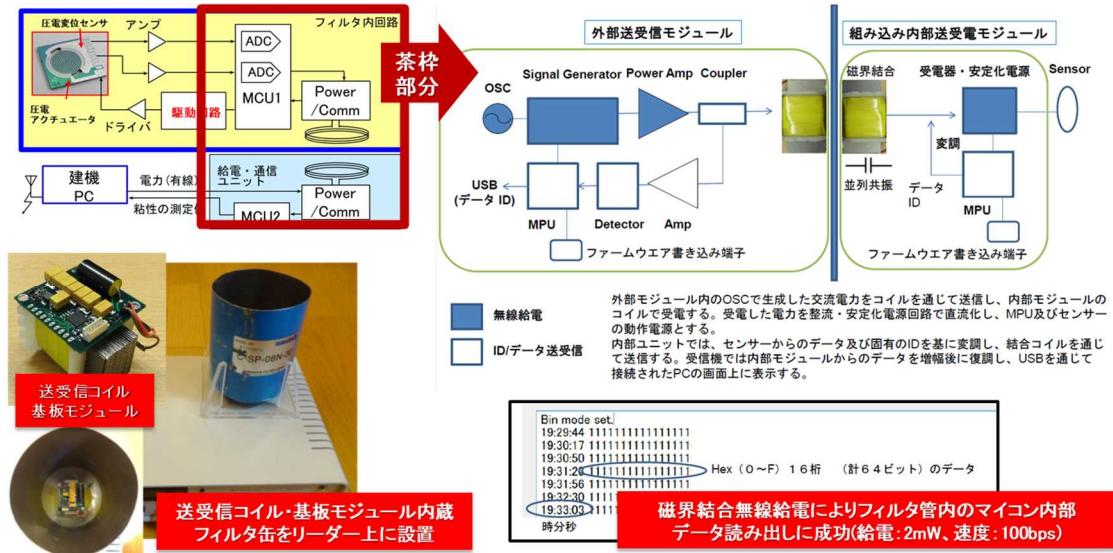 圧電変位センサ
アンプ
フィルタ内回路
ADC
ADC
MCU1
Power
/Comm
圧電
アクチュエータ
ドライバ
駆動回路
建機
PC
電力(有線)
粘性の測定
給電・通信
ユニット
MCU2
Power
/Comm
茶枠
部分
外部送受信モジュール
Signal Generator
Power Amp
Coupler
OSC
USB
(データ ID)
MPU
Detector
Amp
ファームウエア書き込み端子
組み込み内部送受電モジュール
磁界結合
受電器・安定化電源
Sensor
変調
並列共振
データ
ID
MPU
ファームウエア書き込み端子
無線給電
ID/データ送受信
外部モジュール内のOSCで生成した交流電力をコイルを通じて送信し、内部モジュールの
コイルで受電する。受電した電力を整流・安定化電源回路で直流化し、MPU及びセンサー
の動作電源とする。
内部ユニットでは、センサーからのデータ及び固有のIDを基に変調し、結合コイルを通じ
て送信する。受信機では内部モジュールからのデータを増幅後に復調し、USBを通じて
接続されたPCの画面上に表示する。
送受信コイル
基板モジュール
SP-08N-
送受信コイル・基板モジュール内蔵
フィルタ缶をリーダー上に設置
Bin mode set.
19:29:44 1111111111111111
19:30:17 1111111111111111
19:30:50 1111111111111111
19:31:23 1111111111111111
19:31:56 1111111111111111
19:32:30
19:33:03
時分秒
Hex（0～F）16桁 （計64ビット）のデータ
磁界結合無線給電によりフィルタ管内のマイコン内部
データ読み出しに成功(給電:2mW、速度:100bps)